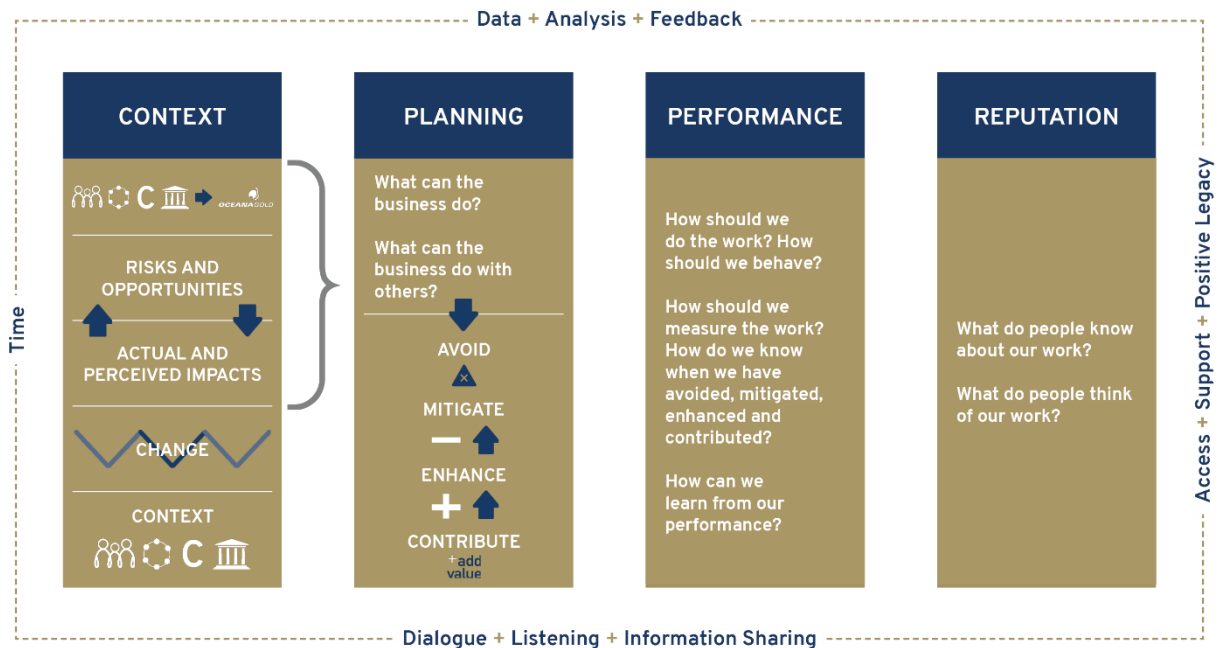 Data + Analysis + Feedback
Time
CONTEXT
C
OCEANAGOLD
RISKS AND
OPPORTUNITIES
ACTUAL AND
PERCEIVED IMPACTS
CHANGE
CONTEXT
C
PLANNING
What can the
business do?
What can the
business do with
others?
AVOID
×
MITIGATE
−
ENHANCE
+
CONTRIBUTE
+add
value
PERFORMANCE
How should we
do the work? How
should we behave?
How should we
measure the work?
How do we know
when we have
avoided, mitigated,
enhanced and
contributed?
How can we
learn from our
performance?
REPUTATION
What do people know
about our work?
What do people think
of our work?
Access + Support + Positive Legacy
Dialogue + Listening + Information Sharing